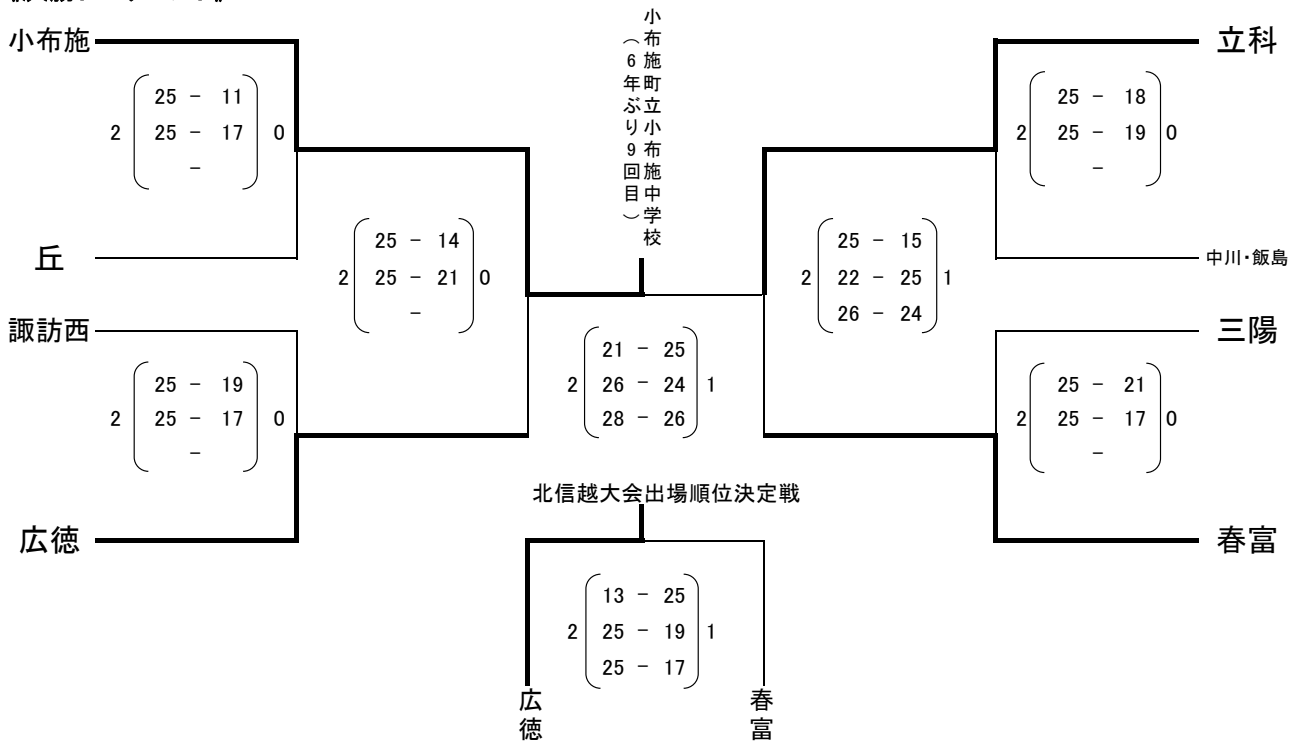 小布施
25 - 11
2 25 - 17 0
-
丘
諏訪西
25 - 19
2 25 - 17 0
-
広徳
25 - 14
2 25 - 21 0
-
小布施町立小布施中学校
（6年ぶり9回目）
21 - 25
2 26 - 24 1
28 - 26
立科
25 - 18
2 25 - 19 0
-
中川・飯島
25 - 15
2 22 - 25 1
26 - 24
三陽
25 - 21
2 25 - 17 0
-
春富
北信越大会出場順位決定戦
13 - 25
2 25 - 19 1
25 - 17
広徳
春富